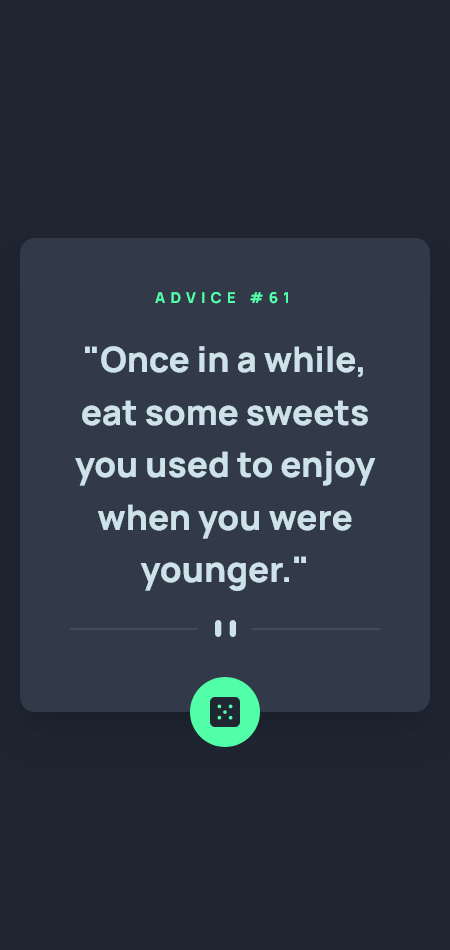 ADVICE #61
"Once in a while,
eat some sweets
you used to enjoy
when you were
younger."